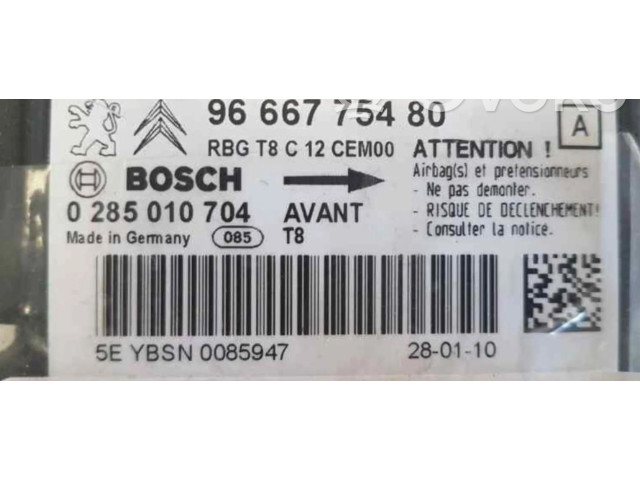 96 667 754 80
A
RBG T8 C 12 CEM00
ATTENTION !
BOSCH
Airbag(s) et pretensionneurs
- Ne pas demonter.
0 285 010 704 AVANT
- RISQUE DE DECLENCHEMENT!
Made in Germany 085 T8
- Consulter la notice.
5E YBSN 0085947
28-01-10